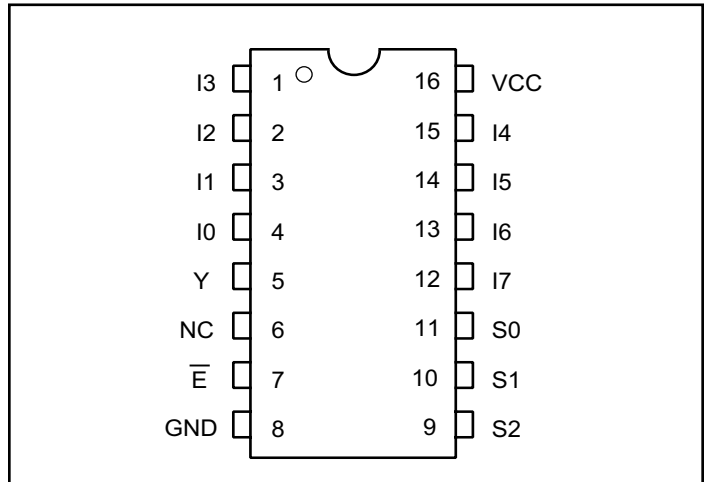 I3 1 16 VCC
I2 2 15 I4
I1 3 14 I5
I0 4 13 I6
Y 5 12 I7
NC 6 11 S0
E̅ 7 10 S1
GND 8 9 S2